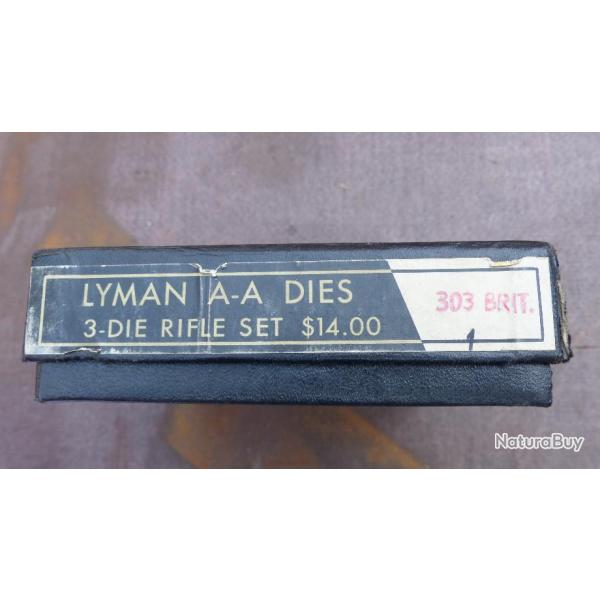 LYMAN A-A DIES
3-DIE RIFLE SET $14.00
303 BRIT.
1
NaturaBuy